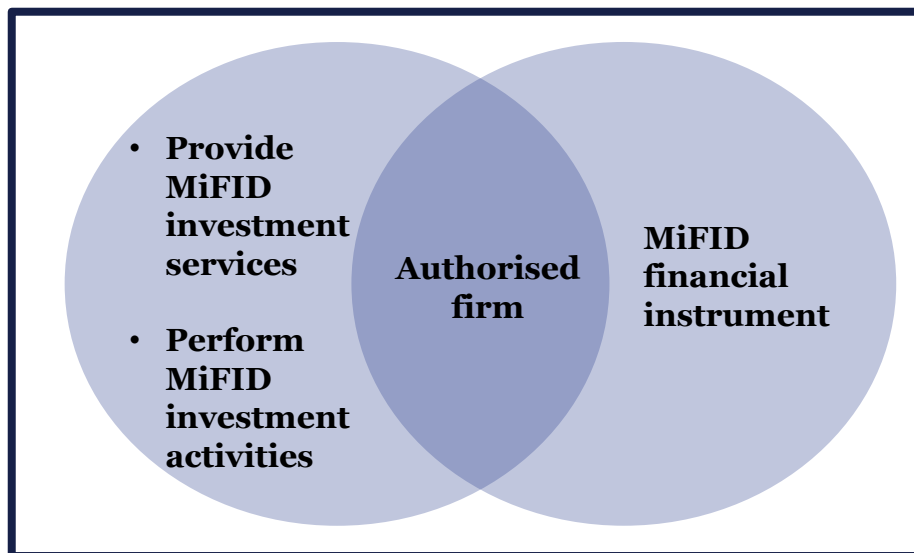 • Provide
MiFID
investment
services
• Perform
MiFID
investment
activities
Authorised
firm
MiFID
financial
instrument